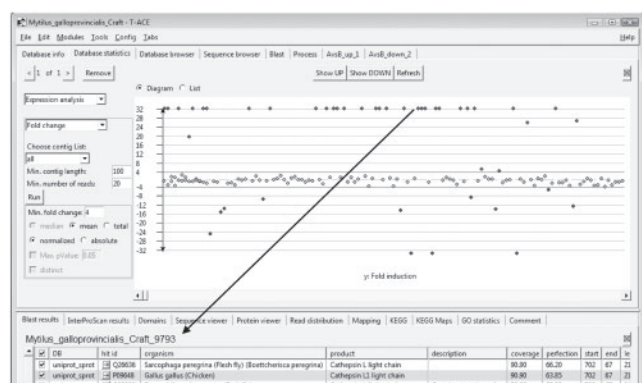 Mytilus_galloprovincialis_Craft - T-ACE
File Edit Modules Tools Config Tabs Help
Database info Database statistics Database browser Sequence browser Blast Process AvsB_up_1 AvsB_down_2
< 1 of 1 > Remove Show UP Show DOWN Refresh
Diagram List
Expression analysis
Fold change
Choose contig List:
all
Min. contig length: 100
Min. number of reads: 20
Run
Min. fold change: 4
median mean total
normalized absolute
Max. pValue: 0.05
distinct
32
28
24
20
16
12
8
4
-4
-8
-12
-16
-20
-24
-28
-32
y: Fold induction
Blast results InterProScan results Domains Sequence viewer Protein viewer Read distribution Mapping KEGG KEGG Maps GO statistics Comment
Mytilus_galloprovincialis_Craft_9793
DB hit id organism product description coverage perfection start end le
uniprot_sprot Q26636 Sarcophaga peregrina (Flesh fly) (Boettcherisca peregrina) Cathepsin L light chain 90.90 66.20 702 67 21
uniprot_sprot P09648 Gallus gallus (Chicken) Cathepsin L1 light chain 90.90 63.85 702 67 21